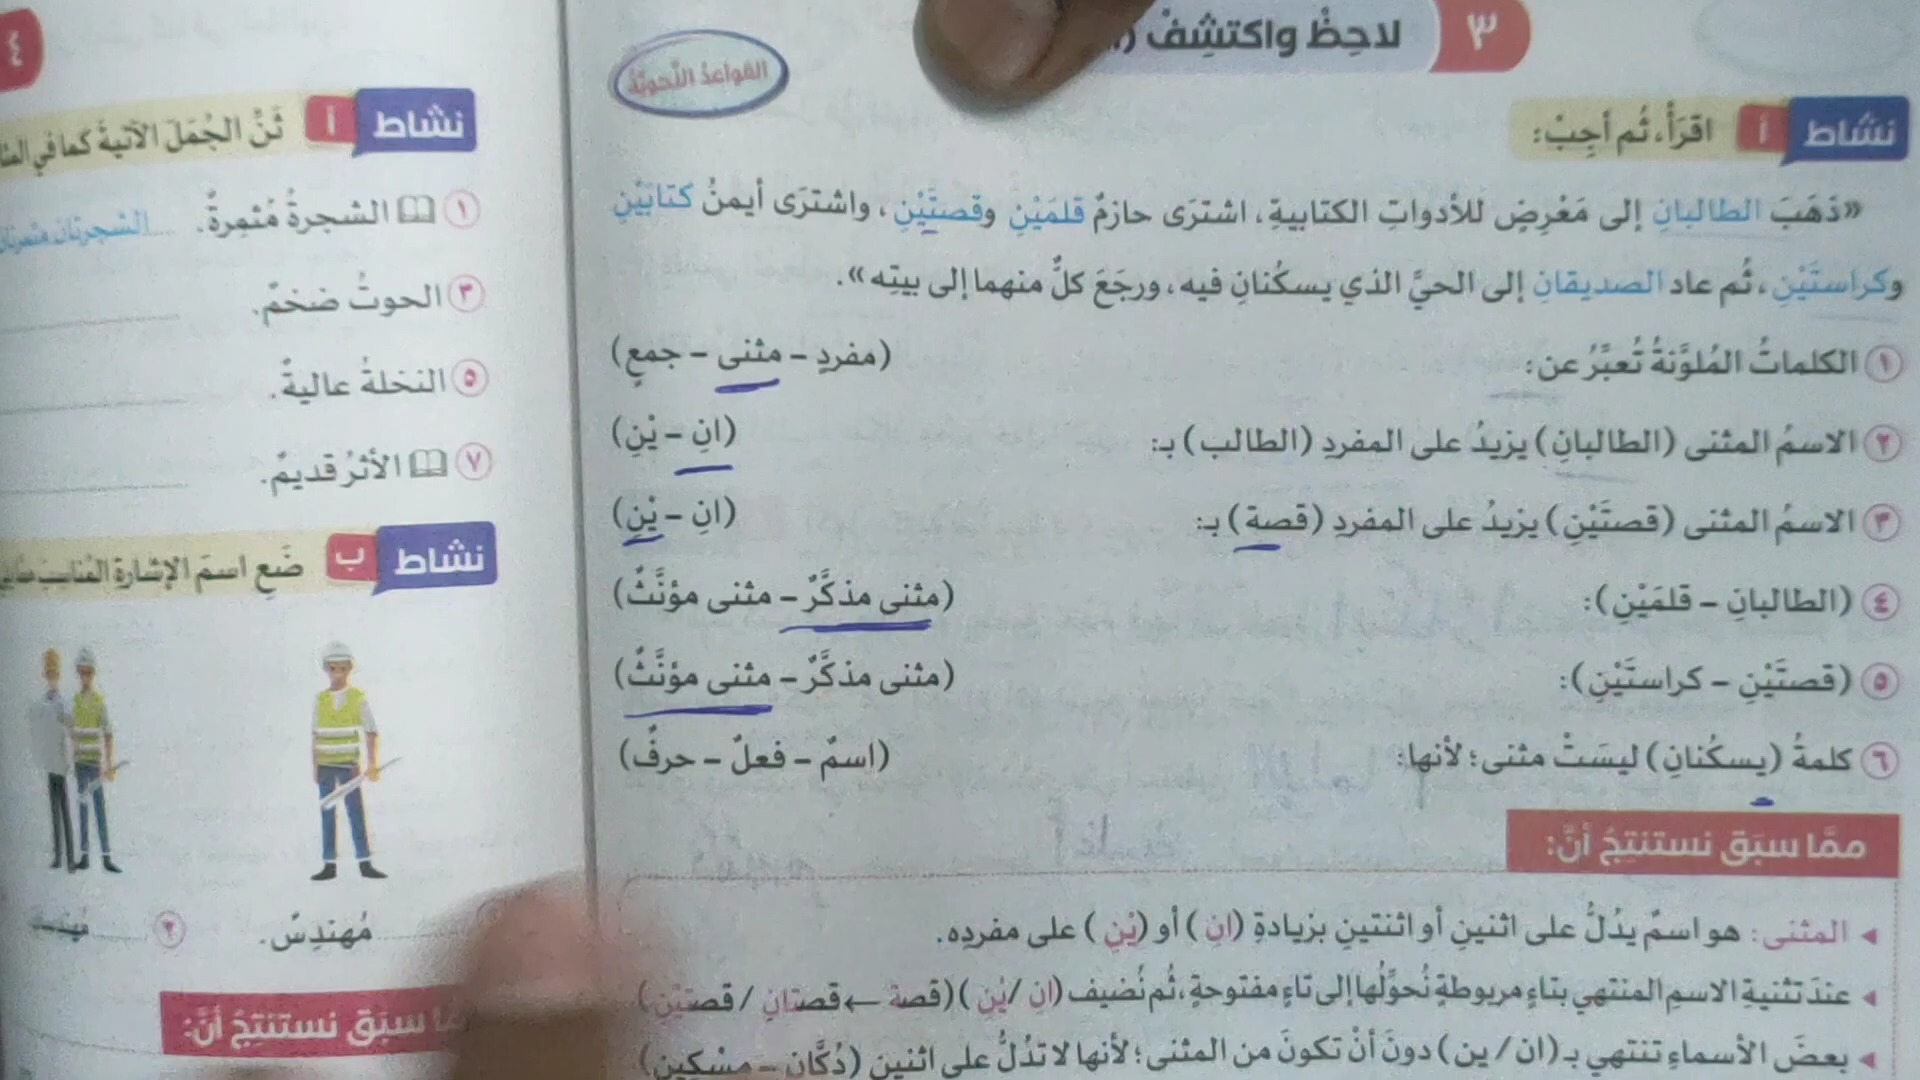 ٣ لاحِظْ واكتشِفْ
القواعدُ النَّحويَّةُ
نشاط أ اقرَأْ، ثُم أجِبْ:
«ذَهَبَ الطالبانِ إلى مَعْرِضٍ للأدواتِ الكتابيةِ، اشترَى حازمٌ قلمَيْنِ وقصتَيْنِ، واشترَى أيمنُ كتابَيْنِ
وكراستَيْنِ، ثُم عاد الصديقانِ إلى الحيِّ الذي يسكُنانِ فيه، ورجَعَ كلٌّ منهما إلى بيتِه».
١ الكلماتُ المُلوَّنةُ تُعبِّرُ عن: (مفردٍ – مثنى – جمعٍ)
٢ الاسمُ المثنى (الطالبانِ) يزيدُ على المفردِ (الطالب) بـ: (انِ – يْنِ)
٣ الاسمُ المثنى (قصتَيْنِ) يزيدُ على المفردِ (قصة) بـ: (انِ – يْنِ)
٤ (الطالبانِ – قلمَيْنِ): (مثنى مذكَّرٌ – مثنى مؤنَّثٌ)
٥ (قصتَيْنِ – كراستَيْنِ): (مثنى مذكَّرٌ – مثنى مؤنَّثٌ)
٦ كلمةُ (يسكُنانِ) ليسَتْ مثنى؛ لأنها: (اسمٌ – فعلٌ – حرفٌ)
ممَّا سبَق نستنتِجُ أنَّ:
◂ المثنى: هو اسمٌ يدُلُّ على اثنينِ أو اثنتينِ بزيادةِ (انِ) أو (يْنِ) على مفردِه.
◂ عندَ تثنيةِ الاسمِ المنتهي بتاءٍ مربوطةٍ نُحوِّلُها إلى تاءٍ مفتوحةٍ، ثُم نُضيف (انِ / يْنِ) (قصة ← قصتانِ / قصتَيْنِ)
◂ بعضَ الأسماءِ تنتهي بـ (ان / ين) دونَ أنْ تكونَ من المثنى؛ لأنها لا تدُلُّ على اثنينِ (دُكَّان – مسْكِين)
٤
نشاط أ ثَنِّ الجُمَلَ الآتيةَ كما في
١ الشجرةُ مُثمِرةٌ. الشجرتان مثمرتان
٣ الحوتُ ضخمٌ.
٥ النخلةُ عاليةٌ.
٧ الأثرُ قديمٌ.
نشاط ب ضَعِ اسمَ الإشارةِ المُناسِبَ
مُهندِسٌ.
٢
سبَق نستنتِجُ أنَّ: